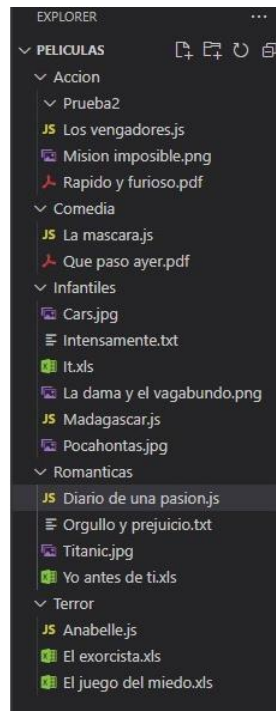 EXPLORER ...
PELICULAS
Accion
Prueba2
JS Los vengadores.js
Mision imposible.png
Rapido y furioso.pdf
Comedia
JS La mascara.js
Que paso ayer.pdf
Infantiles
Cars.jpg
Intensamente.txt
It.xls
La dama y el vagabundo.png
JS Madagascar.js
Pocahontas.jpg
Romanticas
JS Diario de una pasion.js
Orgullo y prejuicio.txt
Titanic.jpg
Yo antes de ti.xls
Terror
JS Anabelle.js
El exorcista.xls
El juego del miedo.xls